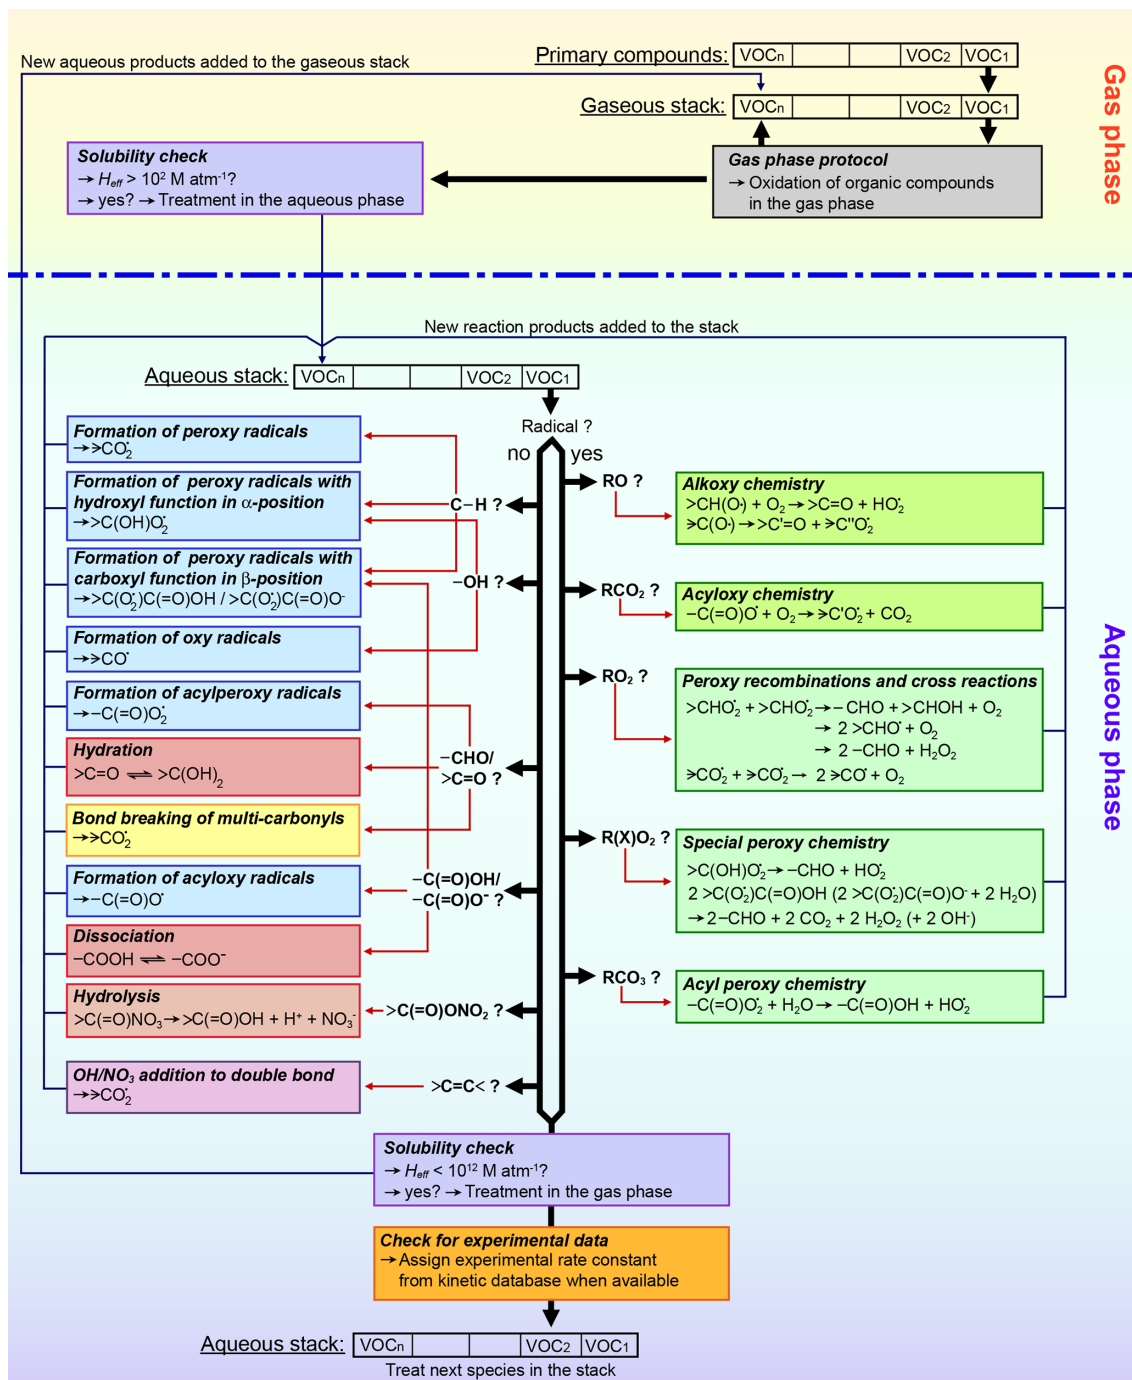 Primary compounds: VOCn VOC2 VOC1
New aqueous products added to the gaseous stack
Gaseous stack: VOCn VOC2 VOC1
Gas phase
Solubility check
→ Heff > 10² M atm⁻¹?
→ yes? → Treatment in the aqueous phase
Gas phase protocol
→ Oxidation of organic compounds
in the gas phase
New reaction products added to the stack
Aqueous stack: VOCn VOC2 VOC1
Radical ?
no yes
Aqueous phase
Formation of peroxy radicals
→⩾CO₂•
Formation of peroxy radicals with
hydroxyl function in α-position
→>C(OH)O₂•
Formation of peroxy radicals with
carboxyl function in β-position
→>C(O₂•)C(=O)OH / >C(O₂•)C(=O)O⁻
Formation of oxy radicals
→⩾CO•
Formation of acylperoxy radicals
→−C(=O)O₂•
Hydration
>C=O ⇌ >C(OH)₂
Bond breaking of multi-carbonyls
→⩾CO₂•
Formation of acyloxy radicals
→−C(=O)O•
Dissociation
−COOH ⇌ −COO⁻
Hydrolysis
>C(=O)NO₃→>C(=O)OH + H⁺ + NO₃⁻
OH/NO₃ addition to double bond
→⩾CO₂•
C−H ?
−OH ?
−CHO/
>C=O ?
−C(=O)OH/
−C(=O)O⁻ ?
>C(=O)ONO₂ ?
>C=C< ?
RO ?
Alkoxy chemistry
>CH(O•) + O₂→>C=O + HO₂•
⩾C(O•)→>C'=O + ⩾C''O₂•
RCO₂ ?
Acyloxy chemistry
−C(=O)O• + O₂→⩾C'O₂• + CO₂
RO₂ ?
Peroxy recombinations and cross reactions
>CHO₂• + >CHO₂•→−CHO + >CHOH + O₂
→ 2 >CHO• + O₂
→ 2 −CHO + H₂O₂
⩾CO₂• + ⩾CO₂•→ 2 ⩾CO• + O₂
R(X)O₂ ?
Special peroxy chemistry
>C(OH)O₂•→−CHO + HO₂•
2 >C(O₂•)C(=O)OH (2 >C(O₂•)C(=O)O⁻ + 2 H₂O)
→2−CHO + 2 CO₂ + 2 H₂O₂ (+ 2 OH⁻)
RCO₃ ?
Acyl peroxy chemistry
−C(=O)O₂• + H₂O→−C(=O)OH + HO₂•
Solubility check
→ Heff < 10¹² M atm⁻¹?
→ yes? → Treatment in the gas phase
Check for experimental data
→ Assign experimental rate constant
from kinetic database when available
Aqueous stack: VOCn VOC2 VOC1
Treat next species in the stack